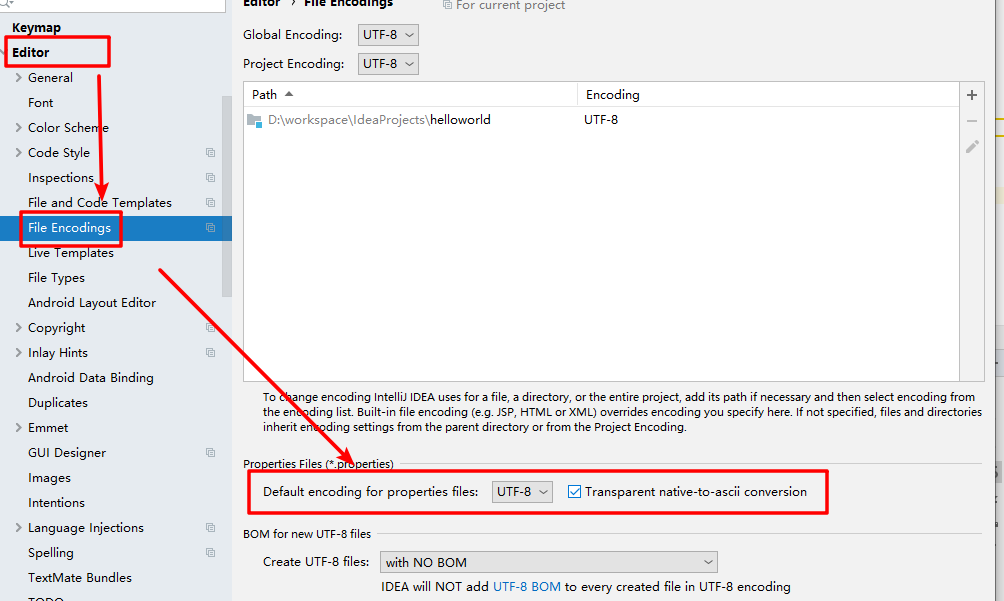 Editor › File Encodings
For current project
Keymap
Editor
General
Font
Color Scheme
Code Style
Inspections
File and Code Templates
File Encodings
Live Templates
File Types
Android Layout Editor
Copyright
Inlay Hints
Android Data Binding
Duplicates
Emmet
GUI Designer
Images
Intentions
Language Injections
Spelling
TextMate Bundles
TODO
Global Encoding: UTF-8
Project Encoding: UTF-8
Path Encoding
D:\workspace\IdeaProjects\helloworld UTF-8
To change encoding IntelliJ IDEA uses for a file, a directory, or the entire project, add its path if necessary and then select encoding from
the encoding list. Built-in file encoding (e.g. JSP, HTML or XML) overrides encoding you specify here. If not specified, files and directories
inherit encoding settings from the parent directory or from the Project Encoding.
Properties Files (*.properties)
Default encoding for properties files: UTF-8 Transparent native-to-ascii conversion
BOM for new UTF-8 files
Create UTF-8 files: with NO BOM
IDEA will NOT add UTF-8 BOM to every created file in UTF-8 encoding